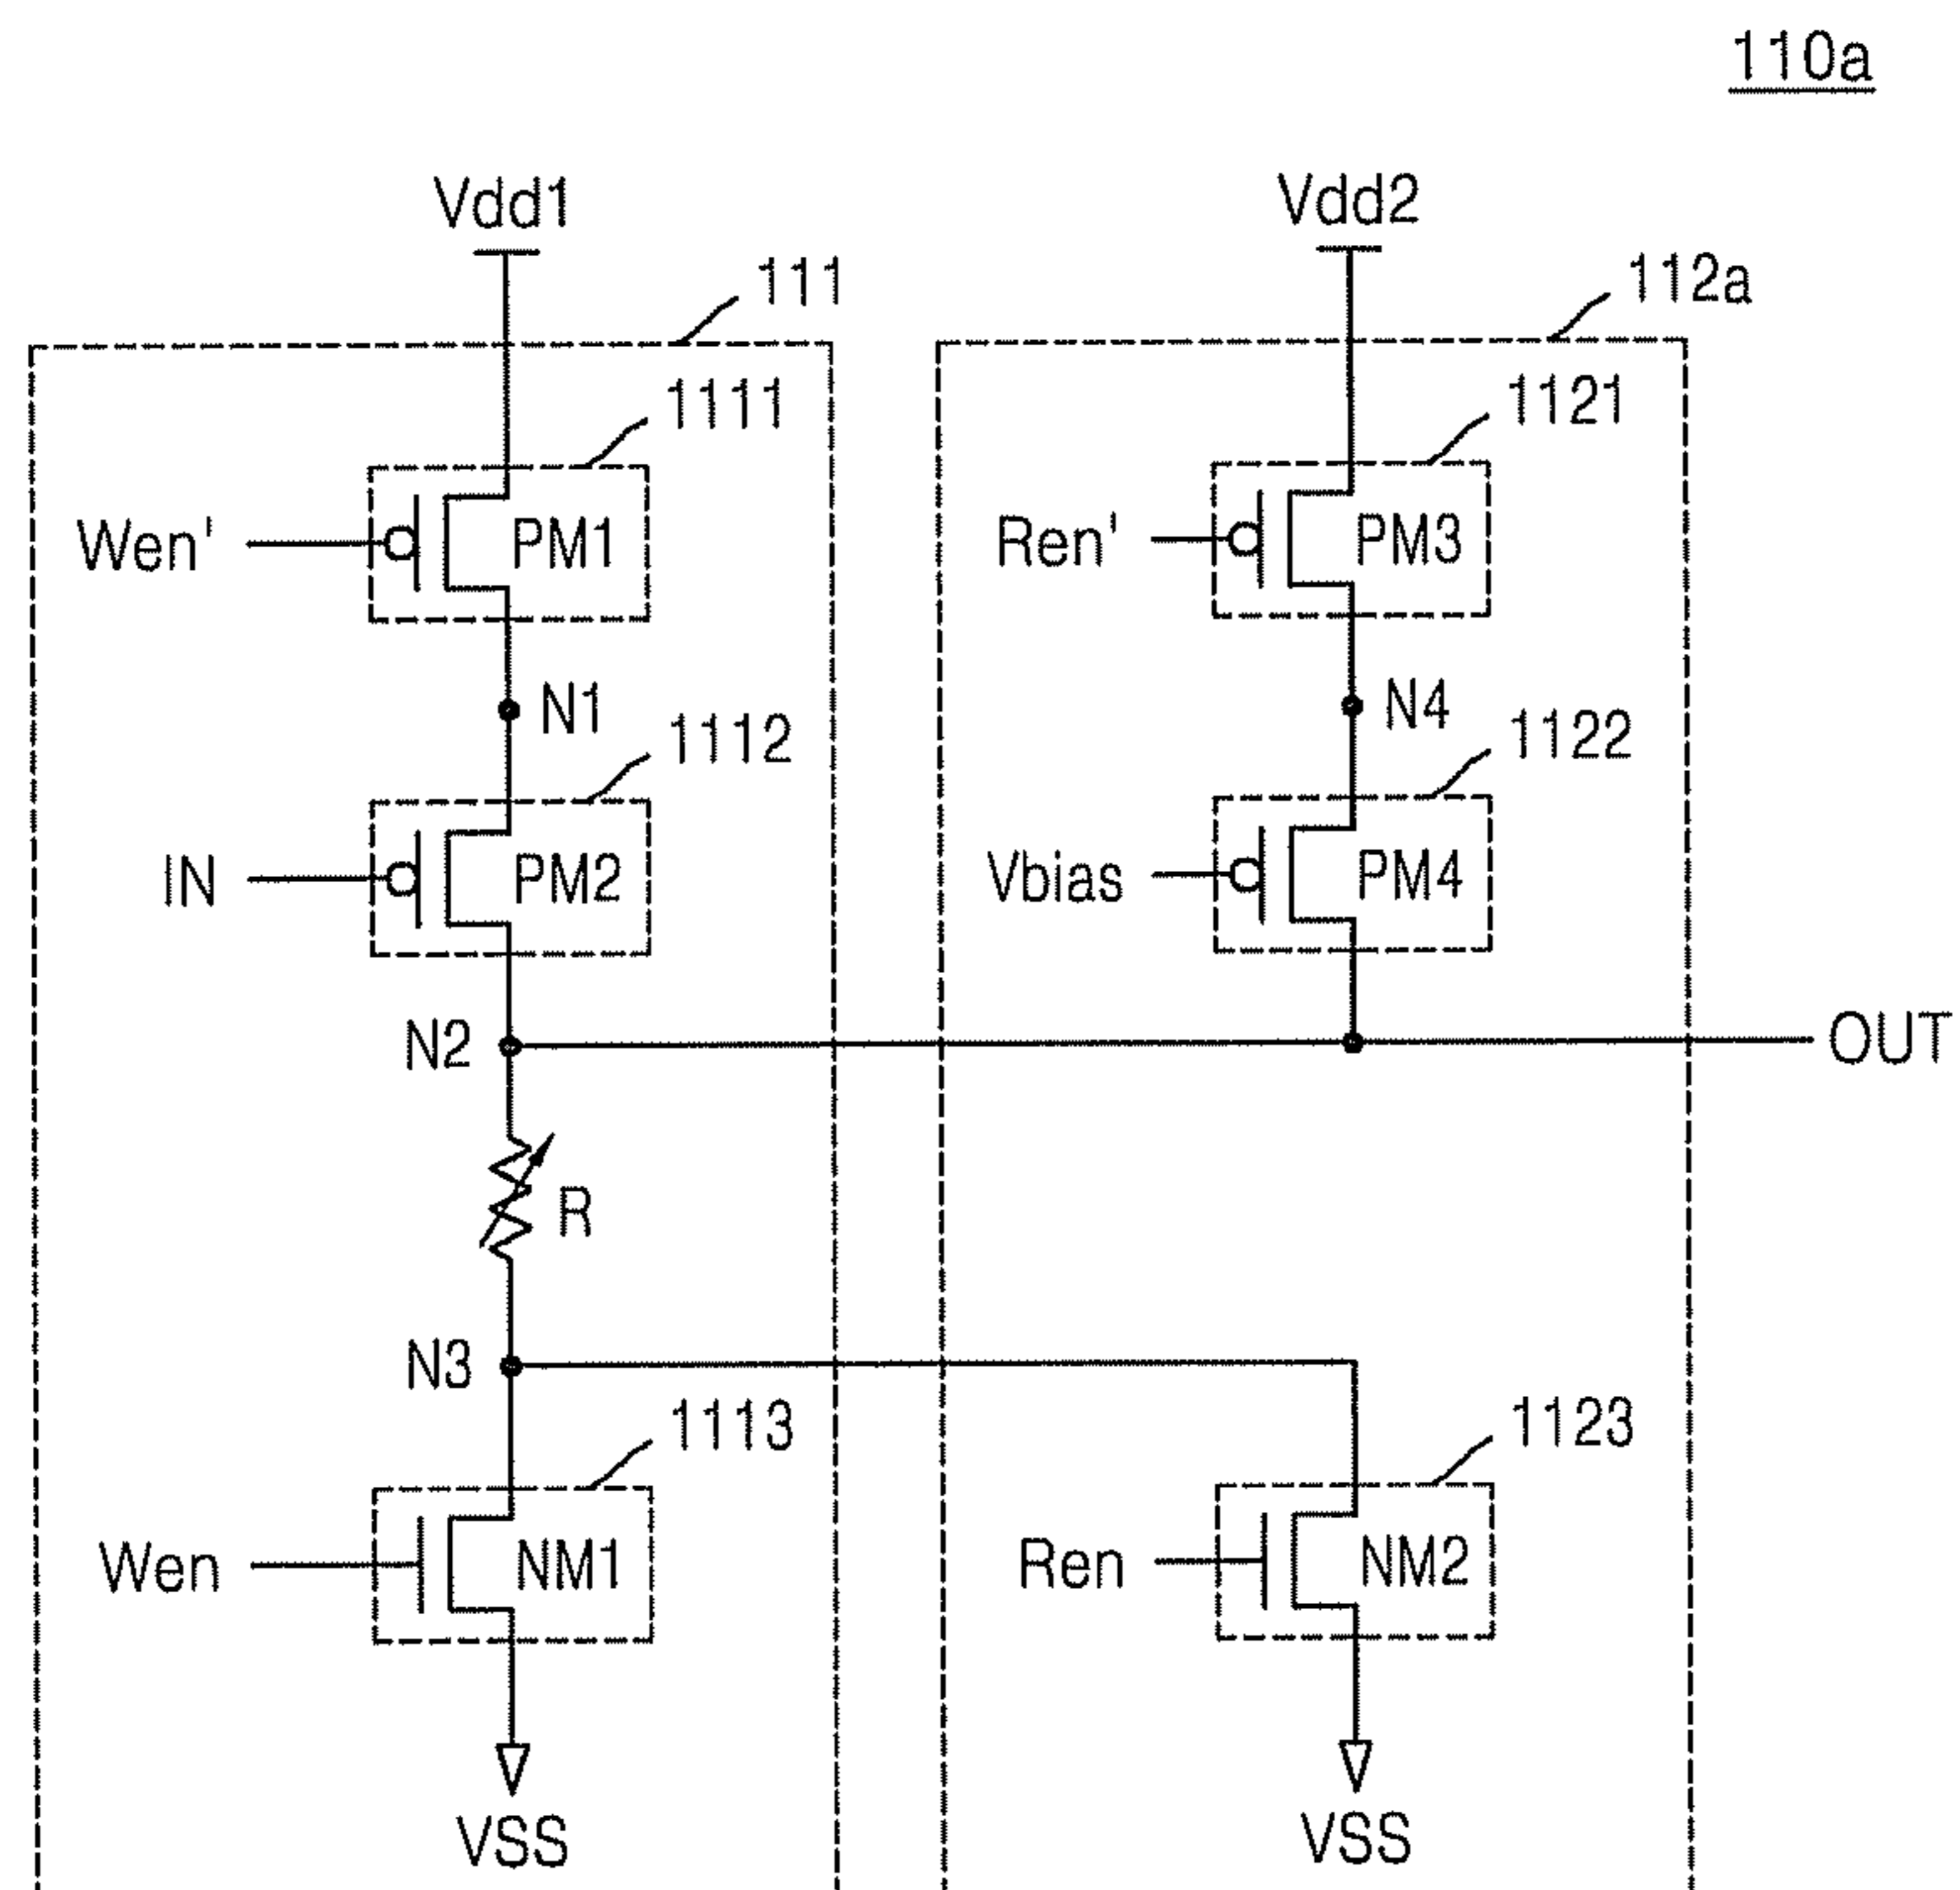 110a
Vdd1
Vdd2
111
112a
1111
1121
Wen'
PM1
Ren'
PM3
N1
N4
1112
1122
IN
PM2
Vbias
PM4
N2
OUT
R
N3
1113
1123
Wen
NM1
Ren
NM2
VSS
VSS